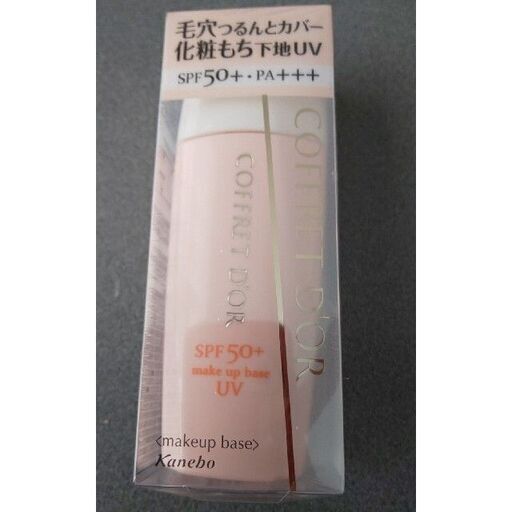 毛穴つるんとカバー
化粧もち下地UV
SPF50+・PA+++
COFFRET D'OR
COFFRET D'OR
SPF50+
make up base
UV
<makeup base>
Kanebo